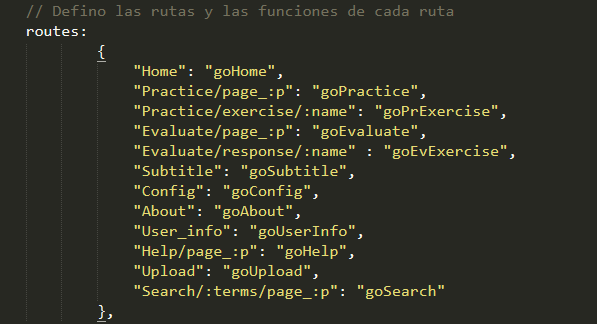 // Defino las rutas y las funciones de cada ruta
routes:
{
"Home": "goHome",
"Practice/page_:p": "goPractice",
"Practice/exercise/:name": "goPrExercise",
"Evaluate/page_:p": "goEvaluate",
"Evaluate/response/:name" : "goEvExercise",
"Subtitle": "goSubtitle",
"Config": "goConfig",
"About": "goAbout",
"User_info": "goUserInfo",
"Help/page_:p": "goHelp",
"Upload": "goUpload",
"Search/:terms/page_:p": "goSearch"
},